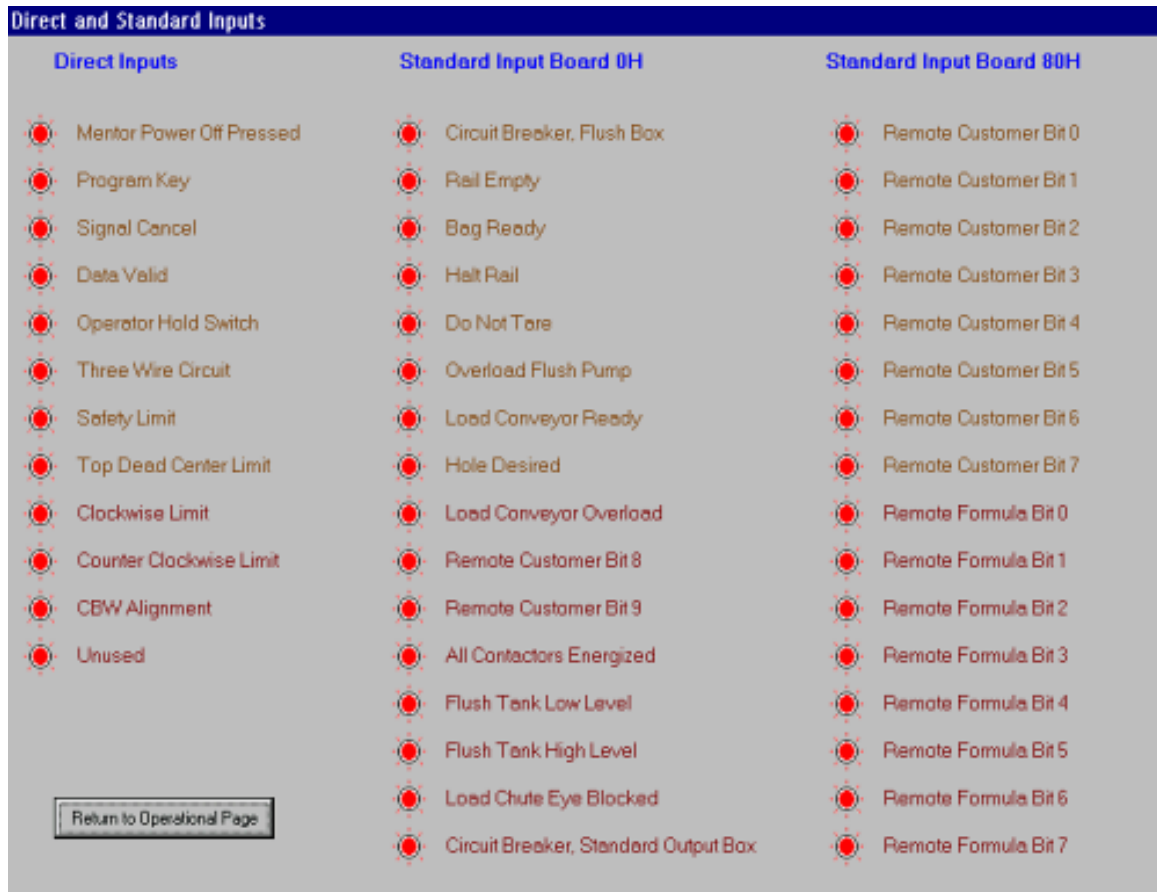 Direct and Standard Inputs
Direct Inputs
Mentor Power Off Pressed
Program Key
Signal Cancel
Data Valid
Operator Hold Switch
Three Wire Circuit
Safety Limit
Top Dead Center Limit
Clockwise Limit
Counter Clockwise Limit
CBW Alignment
Unused
Return to Operational Page
Standard Input Board 0H
Circuit Breaker, Flush Box
Rail Empty
Bag Ready
Halt Rail
Do Not Tare
Overload Flush Pump
Load Conveyor Ready
Hole Desired
Load Conveyor Overload
Remote Customer Bit 8
Remote Customer Bit 9
All Contactors Energized
Flush Tank Low Level
Flush Tank High Level
Load Chute Eye Blocked
Circuit Breaker, Standard Output Box
Standard Input Board 80H
Remote Customer Bit 0
Remote Customer Bit 1
Remote Customer Bit 2
Remote Customer Bit 3
Remote Customer Bit 4
Remote Customer Bit 5
Remote Customer Bit 6
Remote Customer Bit 7
Remote Formula Bit 0
Remote Formula Bit 1
Remote Formula Bit 2
Remote Formula Bit 3
Remote Formula Bit 4
Remote Formula Bit 5
Remote Formula Bit 6
Remote Formula Bit 7